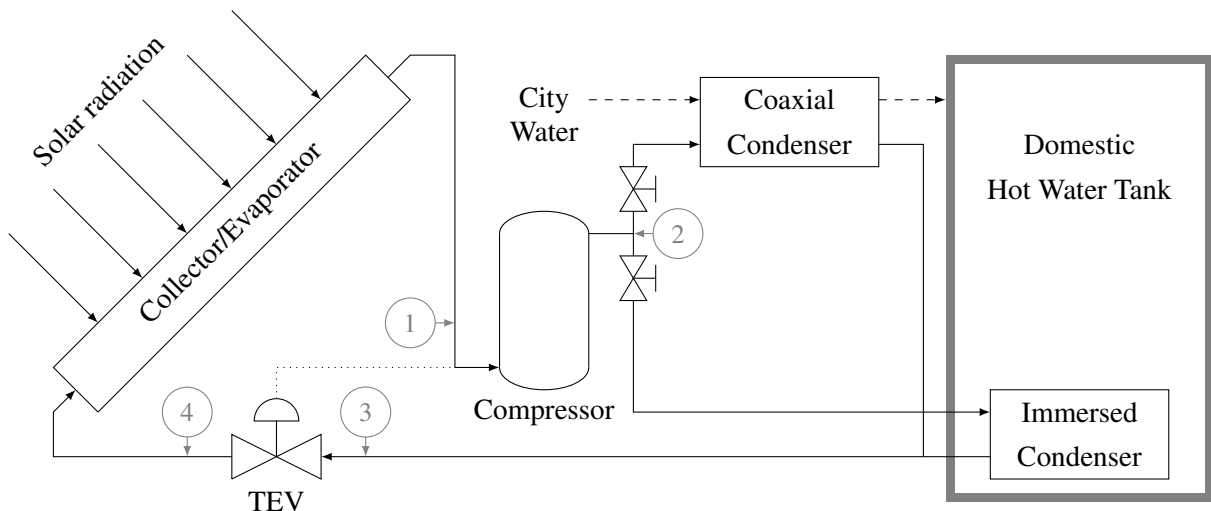 Solar radiation
Collector/Evaporator
City
Water
Coaxial
Condenser
Domestic
Hot Water Tank
2
1
Compressor
4
3
TEV
Immersed
Condenser